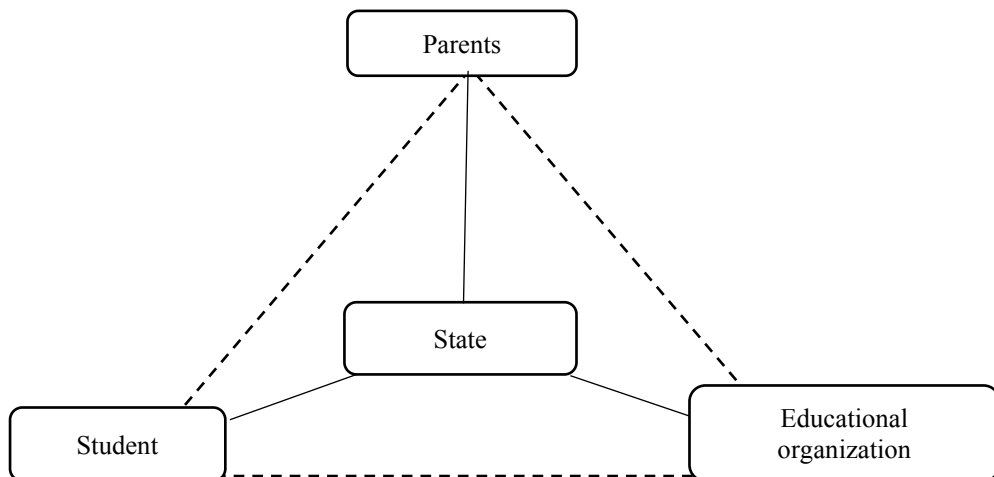 Parents
State
Student
Educational
organization